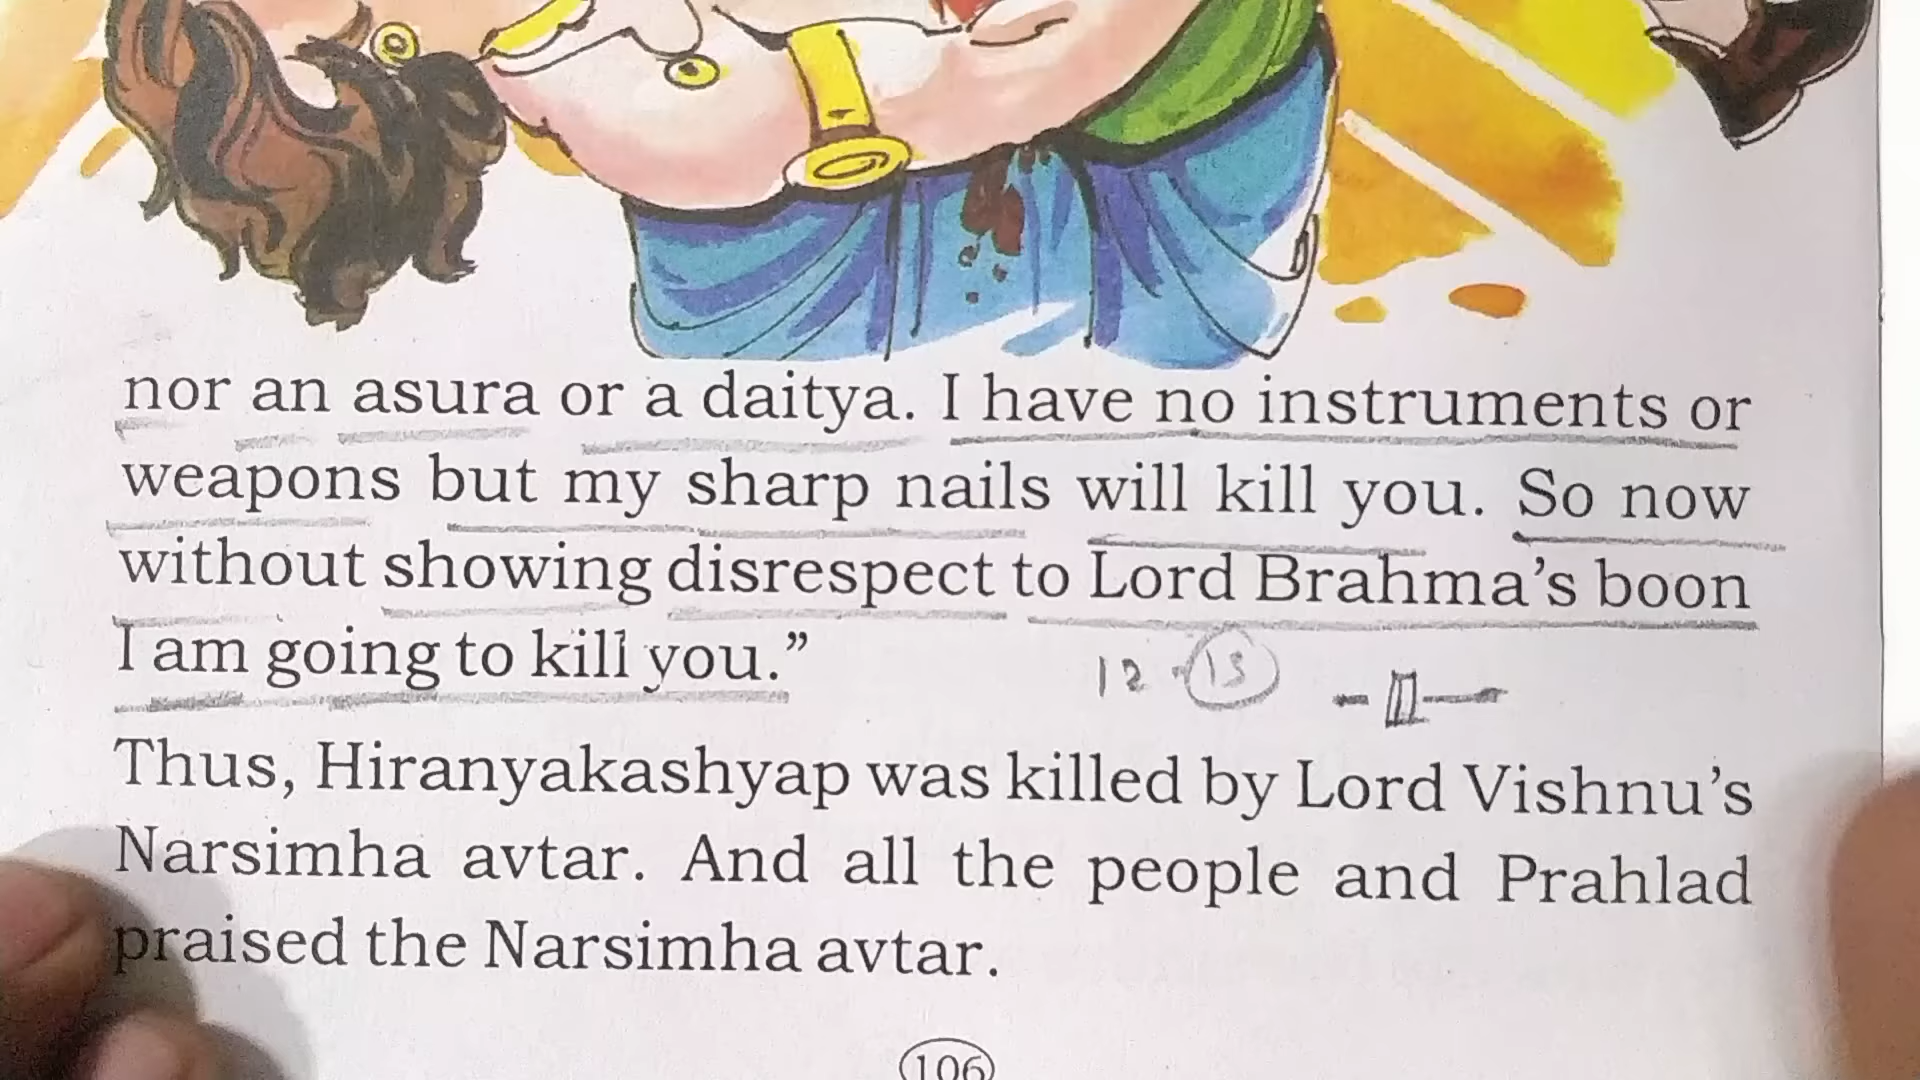 nor an asura or a daitya. I have no instruments or
weapons but my sharp nails will kill you. So now
without showing disrespect to Lord Brahma’s boon
I am going to kill you.”
12 13
Thus, Hiranyakashyap was killed by Lord Vishnu’s
Narsimha avtar. And all the people and Prahlad
praised the Narsimha avtar.
106